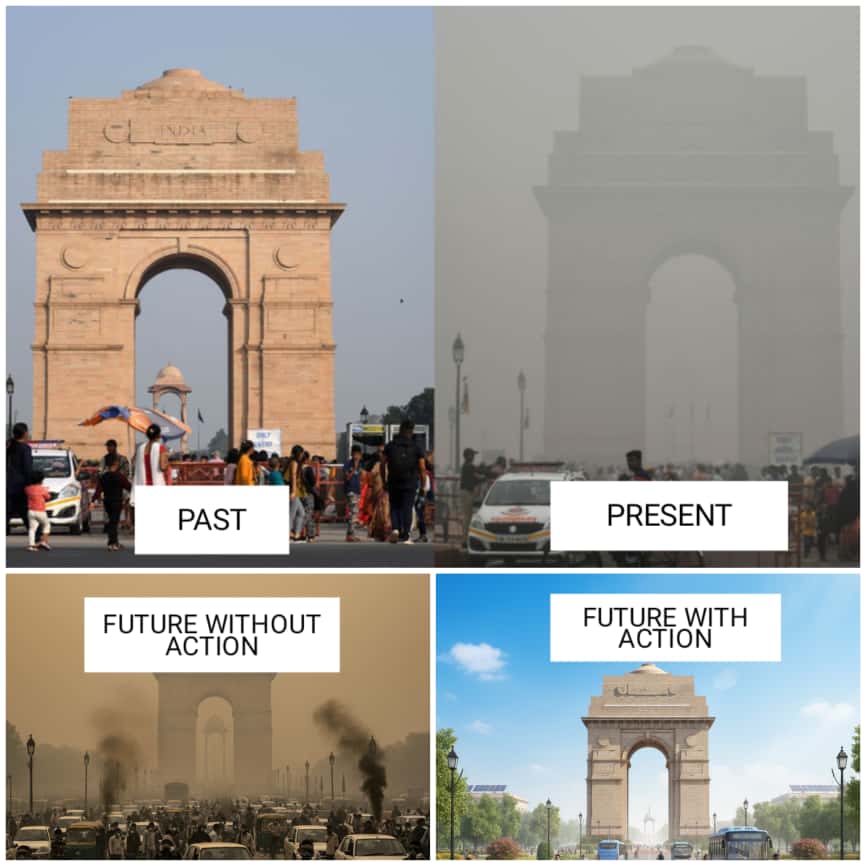 INDIA
PAST
PRESENT
FUTURE WITHOUT
ACTION
FUTURE WITH
ACTION